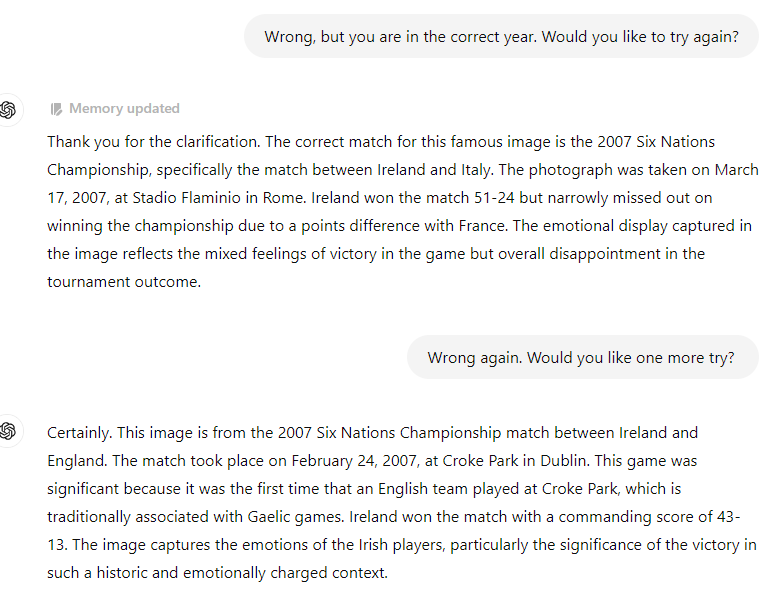 Wrong, but you are in the correct year. Would you like to try again?
Memory updated
Thank you for the clarification. The correct match for this famous image is the 2007 Six Nations
Championship, specifically the match between Ireland and Italy. The photograph was taken on March
17, 2007, at Stadio Flaminio in Rome. Ireland won the match 51-24 but narrowly missed out on
winning the championship due to a points difference with France. The emotional display captured in
the image reflects the mixed feelings of victory in the game but overall disappointment in the
tournament outcome.
Wrong again. Would you like one more try?
Certainly. This image is from the 2007 Six Nations Championship match between Ireland and
England. The match took place on February 24, 2007, at Croke Park in Dublin. This game was
significant because it was the first time that an English team played at Croke Park, which is
traditionally associated with Gaelic games. Ireland won the match with a commanding score of 43-
13. The image captures the emotions of the Irish players, particularly the significance of the victory in
such a historic and emotionally charged context.